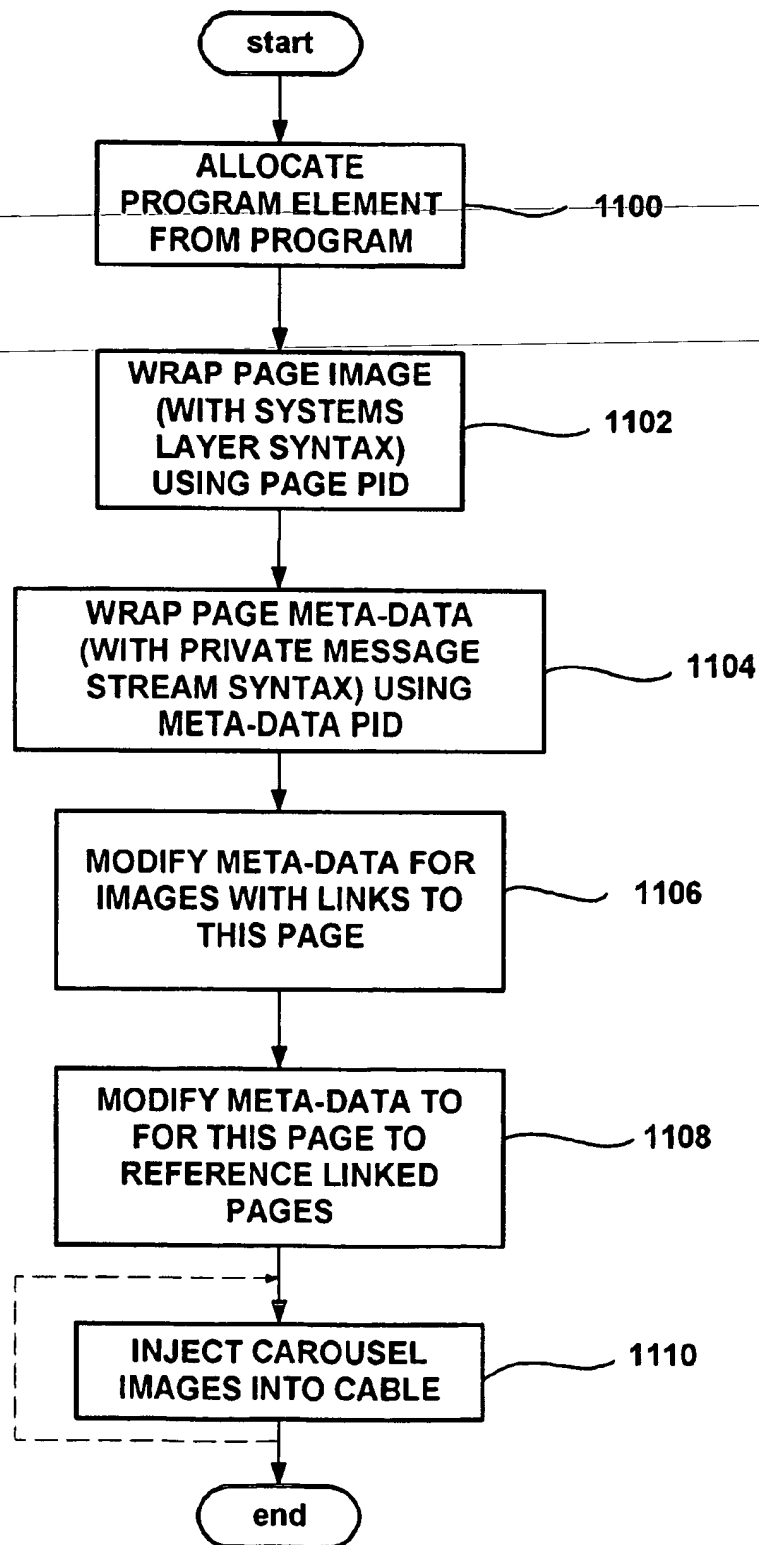 start
ALLOCATE
PROGRAM ELEMENT
FROM PROGRAM
1100
WRAP PAGE IMAGE
(WITH SYSTEMS
LAYER SYNTAX)
USING PAGE PID
1102
WRAP PAGE META-DATA
(WITH PRIVATE MESSAGE
STREAM SYNTAX) USING
META-DATA PID
1104
MODIFY META-DATA FOR
IMAGES WITH LINKS TO
THIS PAGE
1106
MODIFY META-DATA TO
FOR THIS PAGE TO
REFERENCE LINKED
PAGES
1108
INJECT CAROUSEL
IMAGES INTO CABLE
1110
end